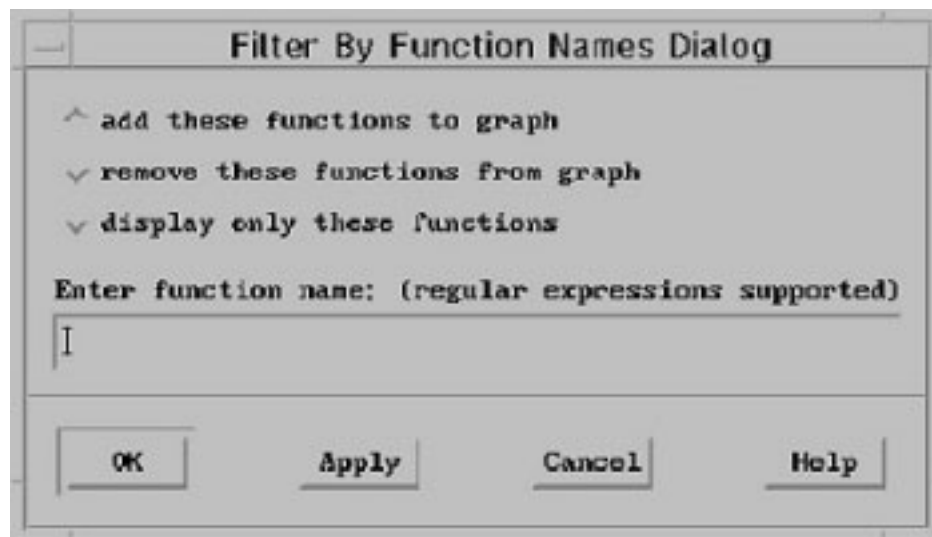 Filter By Function Names Dialog
add these functions to graph
remove these functions from graph
display only these functions
Enter function name: (regular expressions supported)
OK Apply Cancel Help